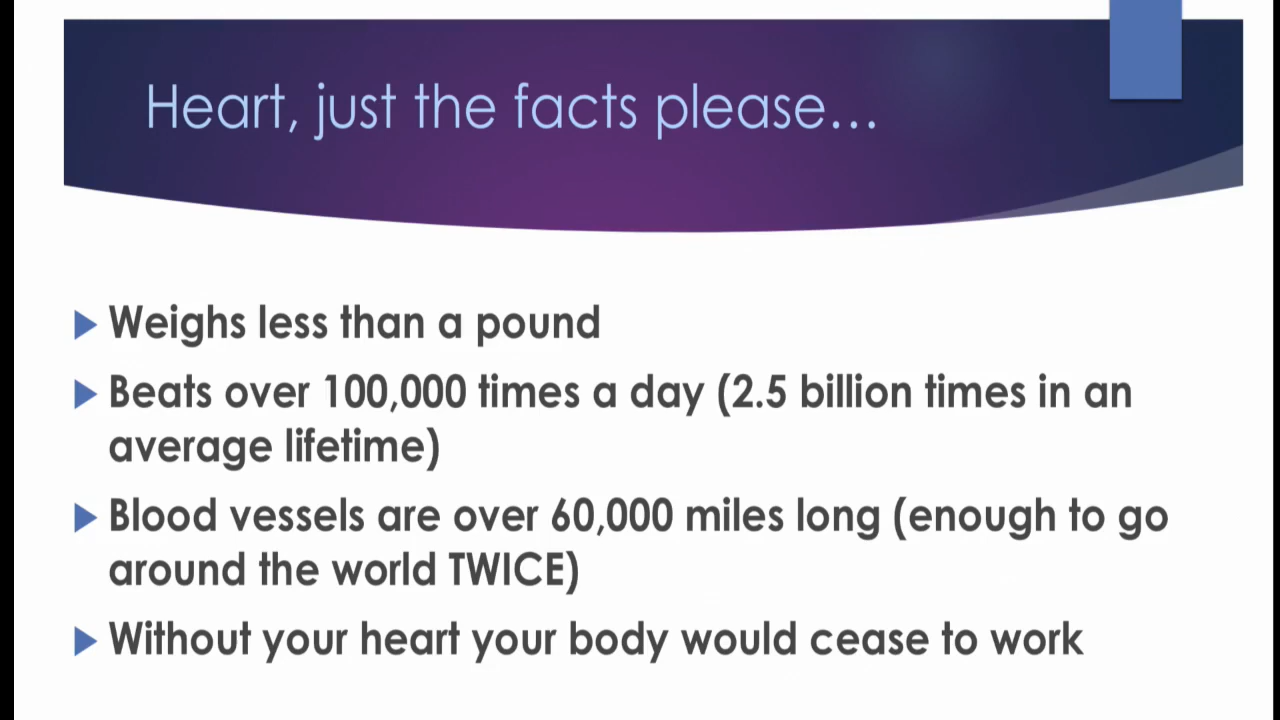 Heart, just the facts please…
Weighs less than a pound
Beats over 100,000 times a day (2.5 billion times in an
average lifetime)
Blood vessels are over 60,000 miles long (enough to go
around the world TWICE)
Without your heart your body would cease to work